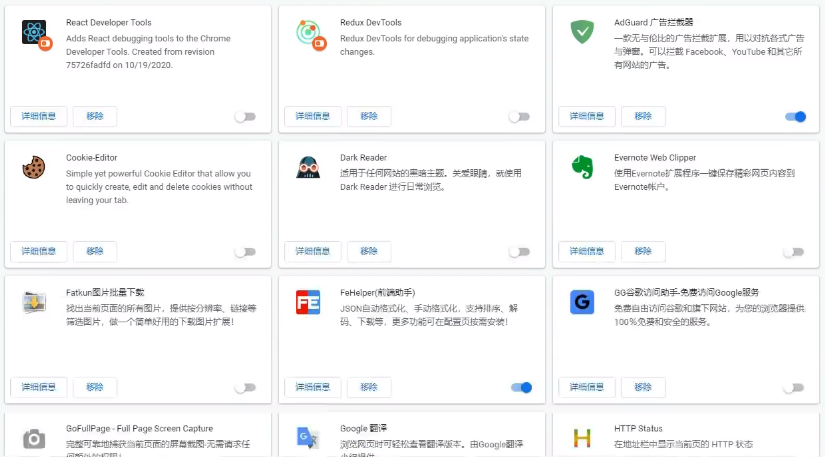 React Developer Tools
Adds React debugging tools to the Chrome
Developer Tools. Created from revision
75726fadfd on 10/19/2020.
详细信息
移除
Redux DevTools
Redux DevTools for debugging application's state
changes.
详细信息
移除
AdGuard 广告拦截器
一款无与伦比的广告拦截扩展，用以对抗各式广告
与弹窗。可以拦截 Facebook、YouTube 和其它所
有网站的广告。
详细信息
移除
Cookie-Editor
Simple yet powerful Cookie Editor that allow you
to quickly create, edit and delete cookies without
leaving your tab.
详细信息
移除
Dark Reader
适用于任何网站的黑暗主题。关爱眼睛，就使用
Dark Reader 进行日常浏览。
详细信息
移除
Evernote Web Clipper
使用Evernote扩展程序一键保存精彩网页内容到
Evernote帐户。
详细信息
移除
Fatkun图片批量下载
找出当前页面的所有图片，提供按分辨率、链接等
筛选图片，做一个简单好用的下载图片扩展！
详细信息
移除
FE
FeHelper(前端助手)
JSON自动格式化、手动格式化，支持排序、解
码、下载等，更多功能可在配置页按需安装！
详细信息
移除
G
GG谷歌访问助手-免费访问Google服务
免费自由访问谷歌和旗下网站，为您的浏览器提供
100%免费和安全的服务。
详细信息
移除
GoFullPage - Full Page Screen Capture
完整可靠地捕获当前页面的屏幕截图-无需请求任
Google 翻译
浏览网页时可轻松查看翻译版本。由Google翻译
H
HTTP Status
在地址栏中显示当前页的 HTTP 状态